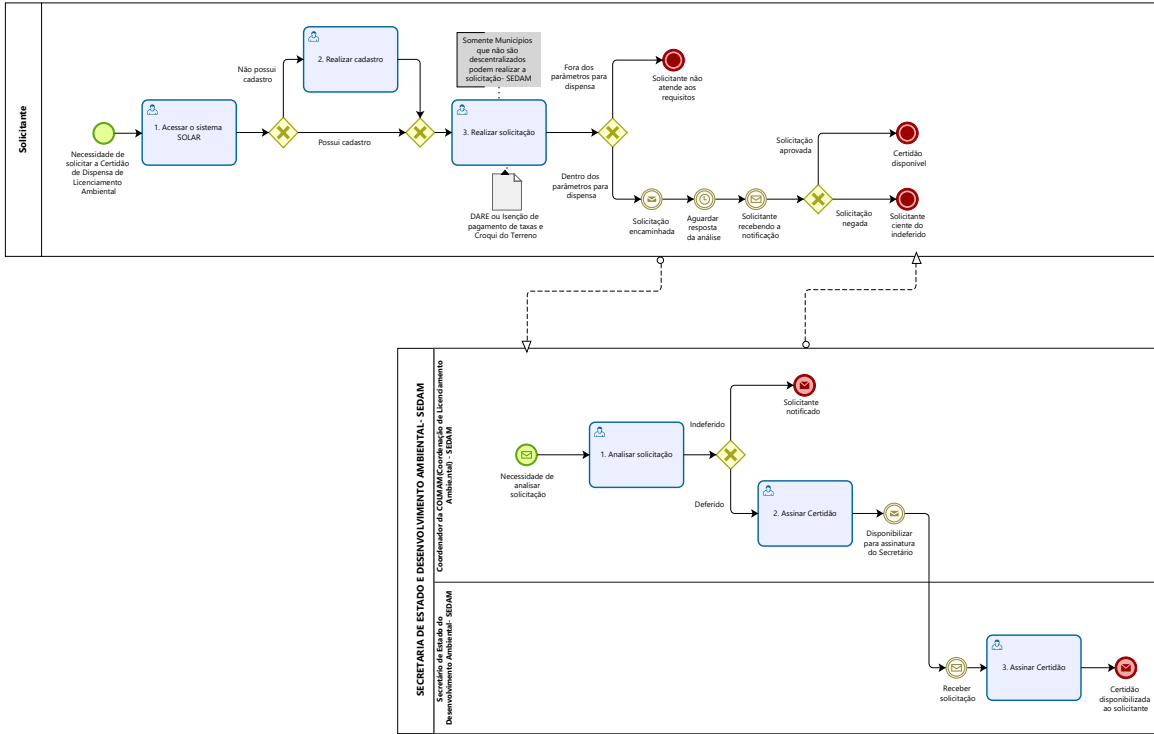 Solicitante
Necessidade de
solicitar a Certidão
de Dispensa de
Licenciamento
Ambiental
1. Acessar o sistema
SOLAR
Não possui
cadastro
Possui cadastro
2. Realizar cadastro
Somente Municipios
que não são
descentralizados
podem realizar a
solicitação- SEDAM
3. Realizar solicitação
DARE ou Isenção de
pagamento de taxas e
Croqui do Terreno
Fora dos
parâmetros para
dispensa
Solicitante não
atende aos
requisitos
Dentro dos
parâmetros para
dispensa
Solicitação
encaminhada
Aguardar
resposta
da análise
Solicitante
recebendo a
notificação
Solicitação
aprovada
Certidão
disponível
Solicitação
negada
Solicitante
ciente do
indeferido
SECRETARIA DE ESTADO E DESENVOLVIMENTO AMBIENTAL- SEDAM
Coordenador da COLMAM(Coordenação de Licenciamento
Ambie.ntal) - SEDAM
Necessidade de
analisar
solicitação
1. Analisar solicitação
Indeferido
Solicitante
notificado
Deferido
2. Assinar Certidão
Disponibilizar
para assinatura
do Secretário
Secretário de Estado do
Desenvolvimento Ambiental- SEDAM
Receber
solicitação
3. Assinar Certidão
Certidão
disponibilizada
ao solicitante